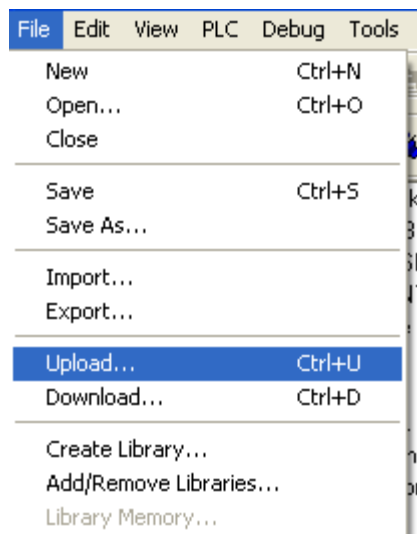 File Edit View PLC Debug Tools
New Ctrl+N
Open... Ctrl+O
Close
Save Ctrl+S
Save As...
Import...
Export...
Upload... Ctrl+U
Download... Ctrl+D
Create Library...
Add/Remove Libraries...
Library Memory...